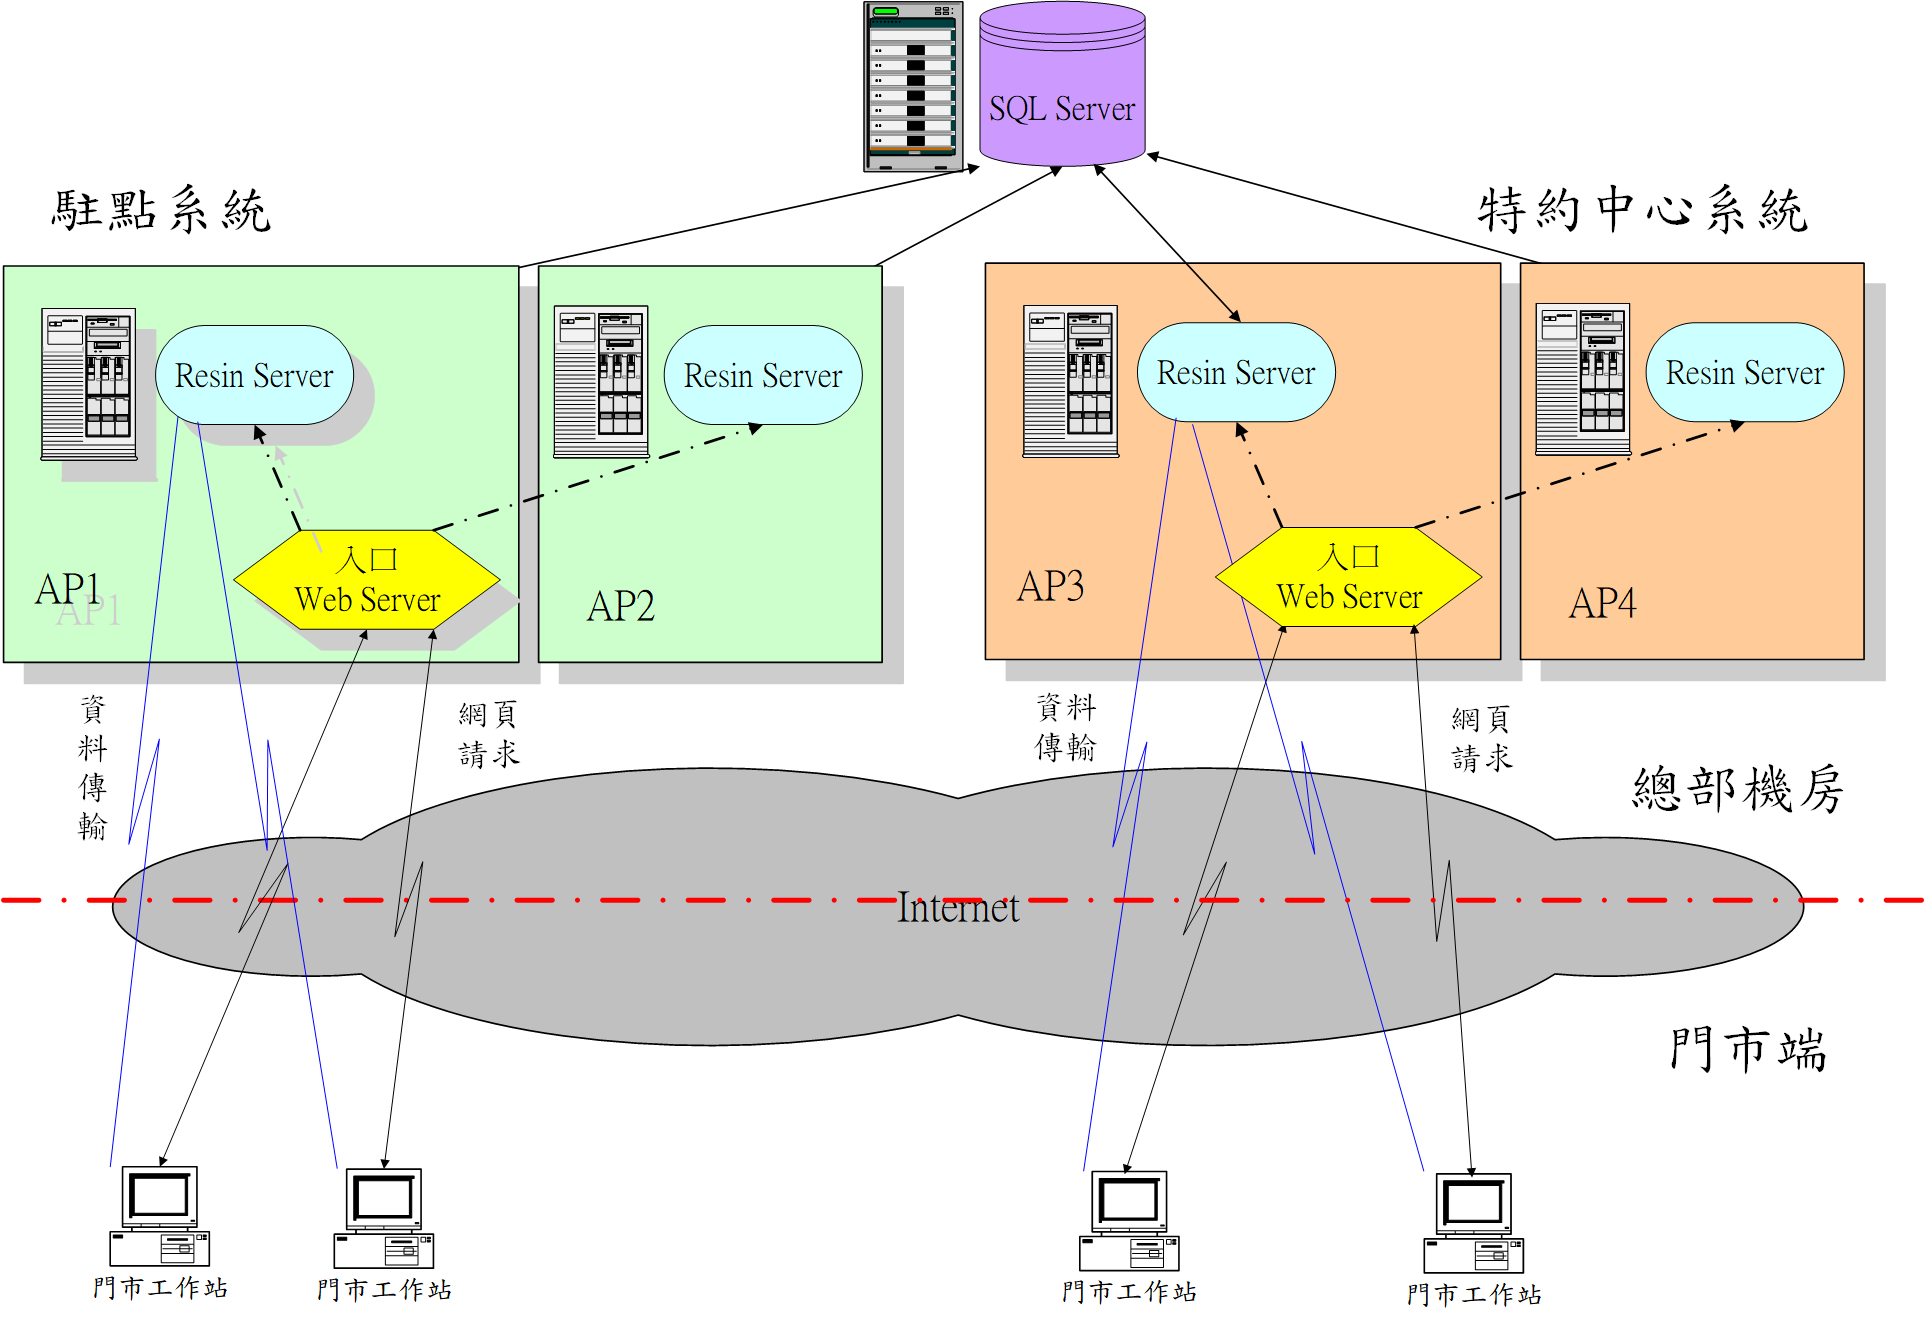 SQL Server
駐點系統
特約中心系統
Resin Server
Resin Server
Resin Server
Resin Server
入口
Web Server
入口
Web Server
AP1
AP1
AP2
AP3
AP4
資
料
傳
輸
網頁
請求
資料
傳輸
網頁
請求
總部機房
Internet
門市端
門市工作站
門市工作站
門市工作站
門市工作站